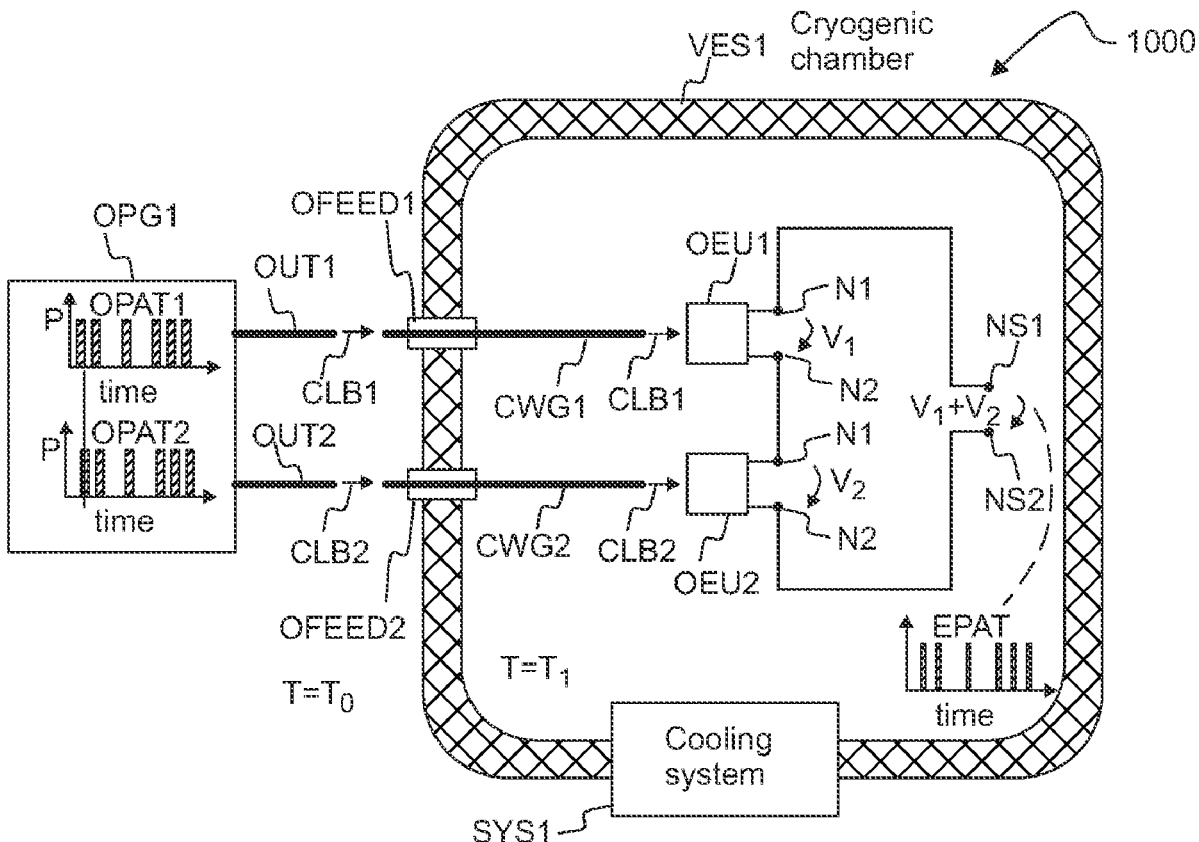 Cryogenic
chamber
VES1
1000
OPG1
OFEED1
OUT1
OEU1
N1
OPAT1
P
V1
NS1
time
CLB1
CWG1
CLB1
N2
V1+V2
OPAT2
P
OUT2
N1
V2
NS2
time
CLB2
CWG2
CLB2
N2
OEU2
OFEED2
EPAT
T=T0
T=T1
time
Cooling
system
SYS1